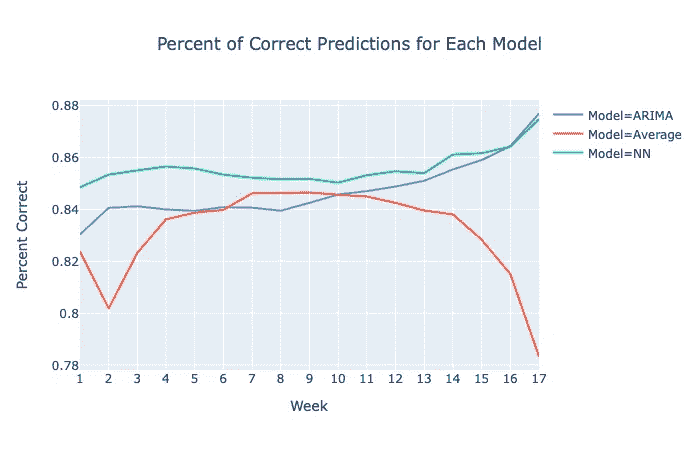 Percent of Correct Predictions for Each Model
0.88
0.86
0.84
0.82
0.8
0.78
Percent Correct
1 2 3 4 5 6 7 8 9 10 11 12 13 14 15 16 17
Week
Model=ARIMA
Model=Average
Model=NN